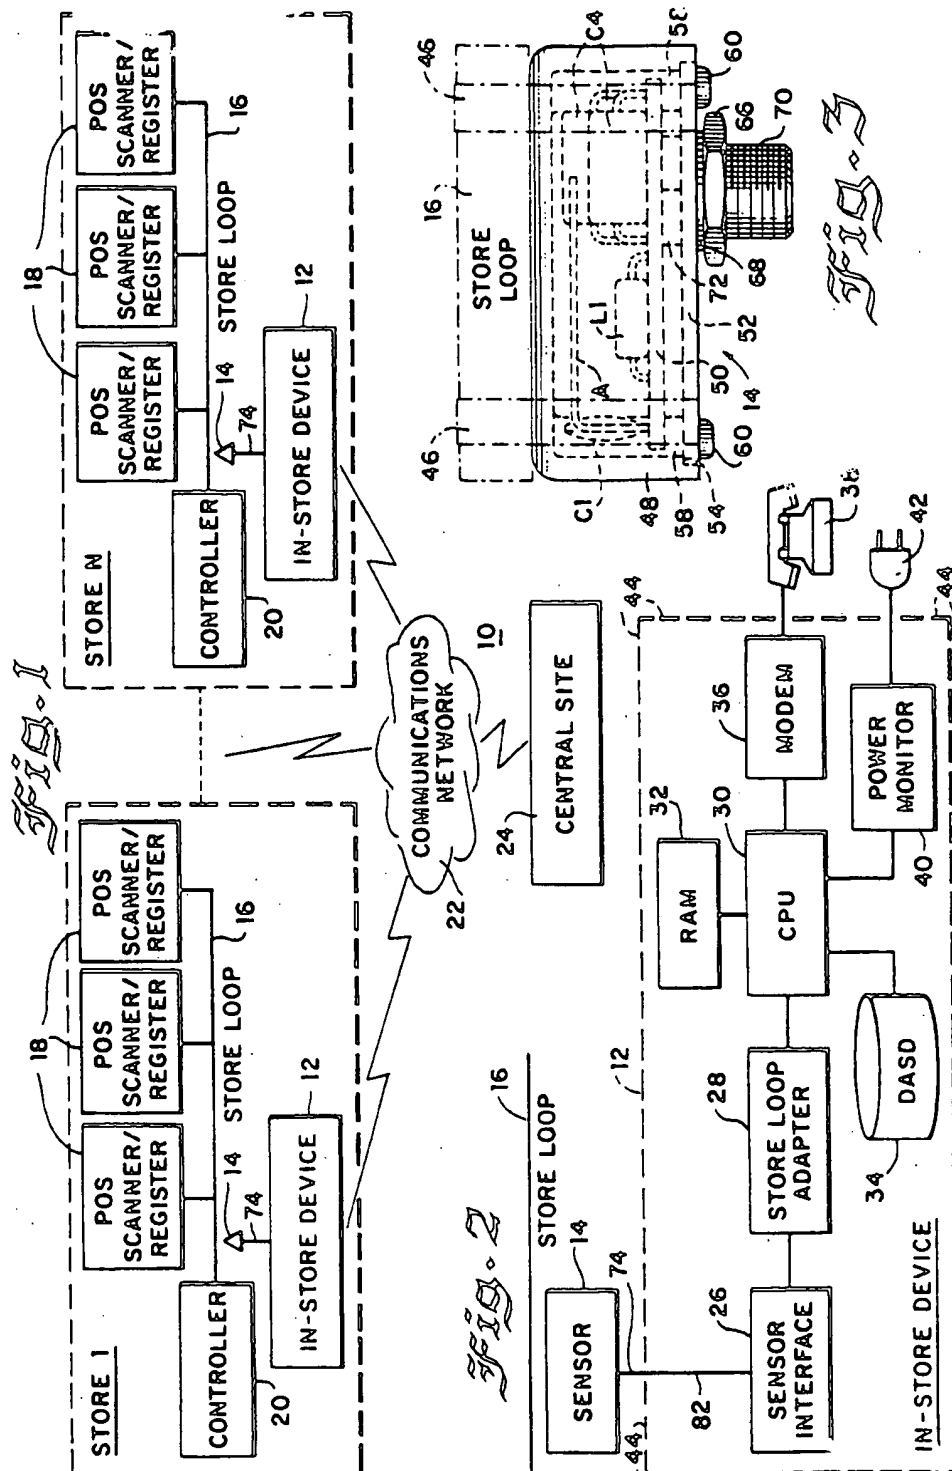 Fig. 1
STORE 1
18
POS
SCANNER/
REGISTER
POS
SCANNER/
REGISTER
POS
SCANNER/
REGISTER
16
STORE LOOP
14
74
12
CONTROLLER
20
IN-STORE DEVICE
STORE N
18
POS
SCANNER/
REGISTER
POS
SCANNER/
REGISTER
POS
SCANNER/
REGISTER
16
STORE LOOP
14
74
12
CONTROLLER
20
IN-STORE DEVICE
COMMUNICATIONS
NETWORK
22
10
24
CENTRAL SITE
Fig. 2
STORE LOOP
16
SENSOR
14
74
12
44
44
44
82
26
SENSOR
INTERFACE
28
STORE LOOP
ADAPTER
30
CPU
32
RAM
34
DASD
36
MODEM
38
40
POWER
MONITOR
42
IN-STORE DEVICE
Fig. 3
46
16
46
STORE
LOOP
C4
58
60
66
70
68
72
52
50
14
L1
A
C1
48
58
54
60